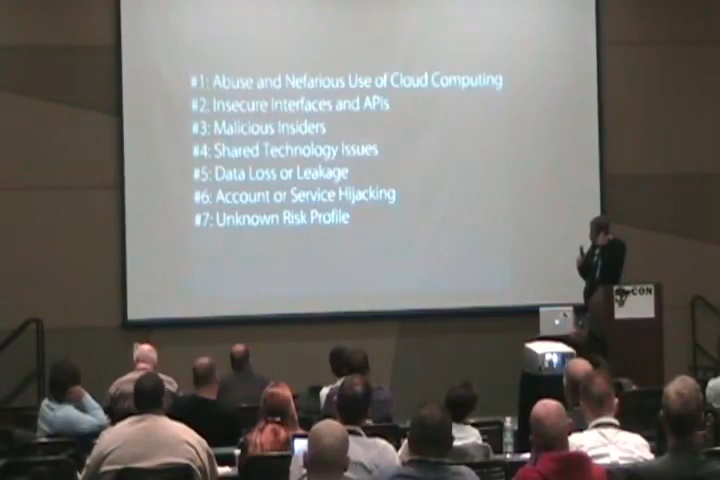 #1: Abuse and Nefarious Use of Cloud Computing
#2: Insecure Interfaces and APIs
#3: Malicious Insiders
#4: Shared Technology Issues
#5: Data Loss or Leakage
#6: Account or Service Hijacking
#7: Unknown Risk Profile
CON